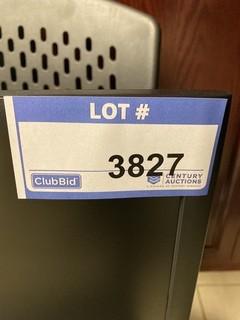 LOT #
3827
ClubBid
CENTURY
AUCTIONS